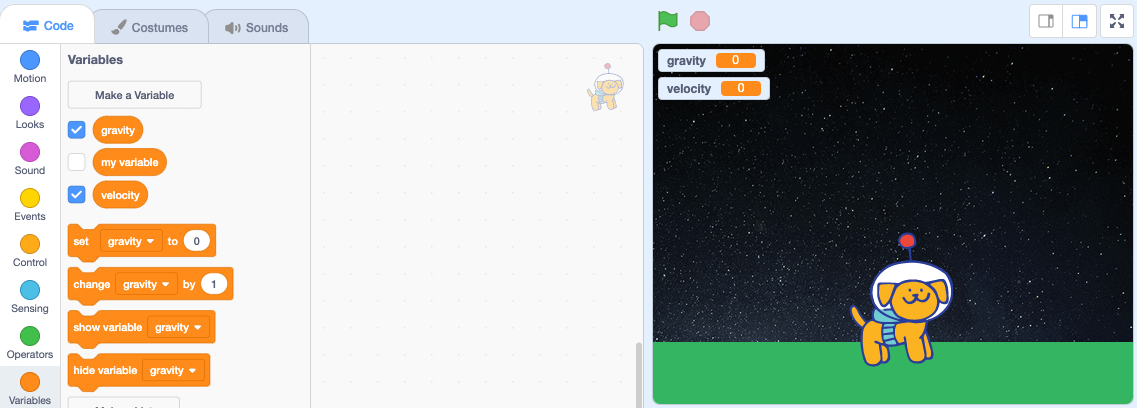 Code
Costumes
Sounds
Motion
Looks
Sound
Events
Control
Sensing
Operators
Variables
Variables
Make a Variable
gravity
my variable
velocity
set gravity to 0
change gravity by 1
show variable gravity
hide variable gravity
gravity 0
velocity 0